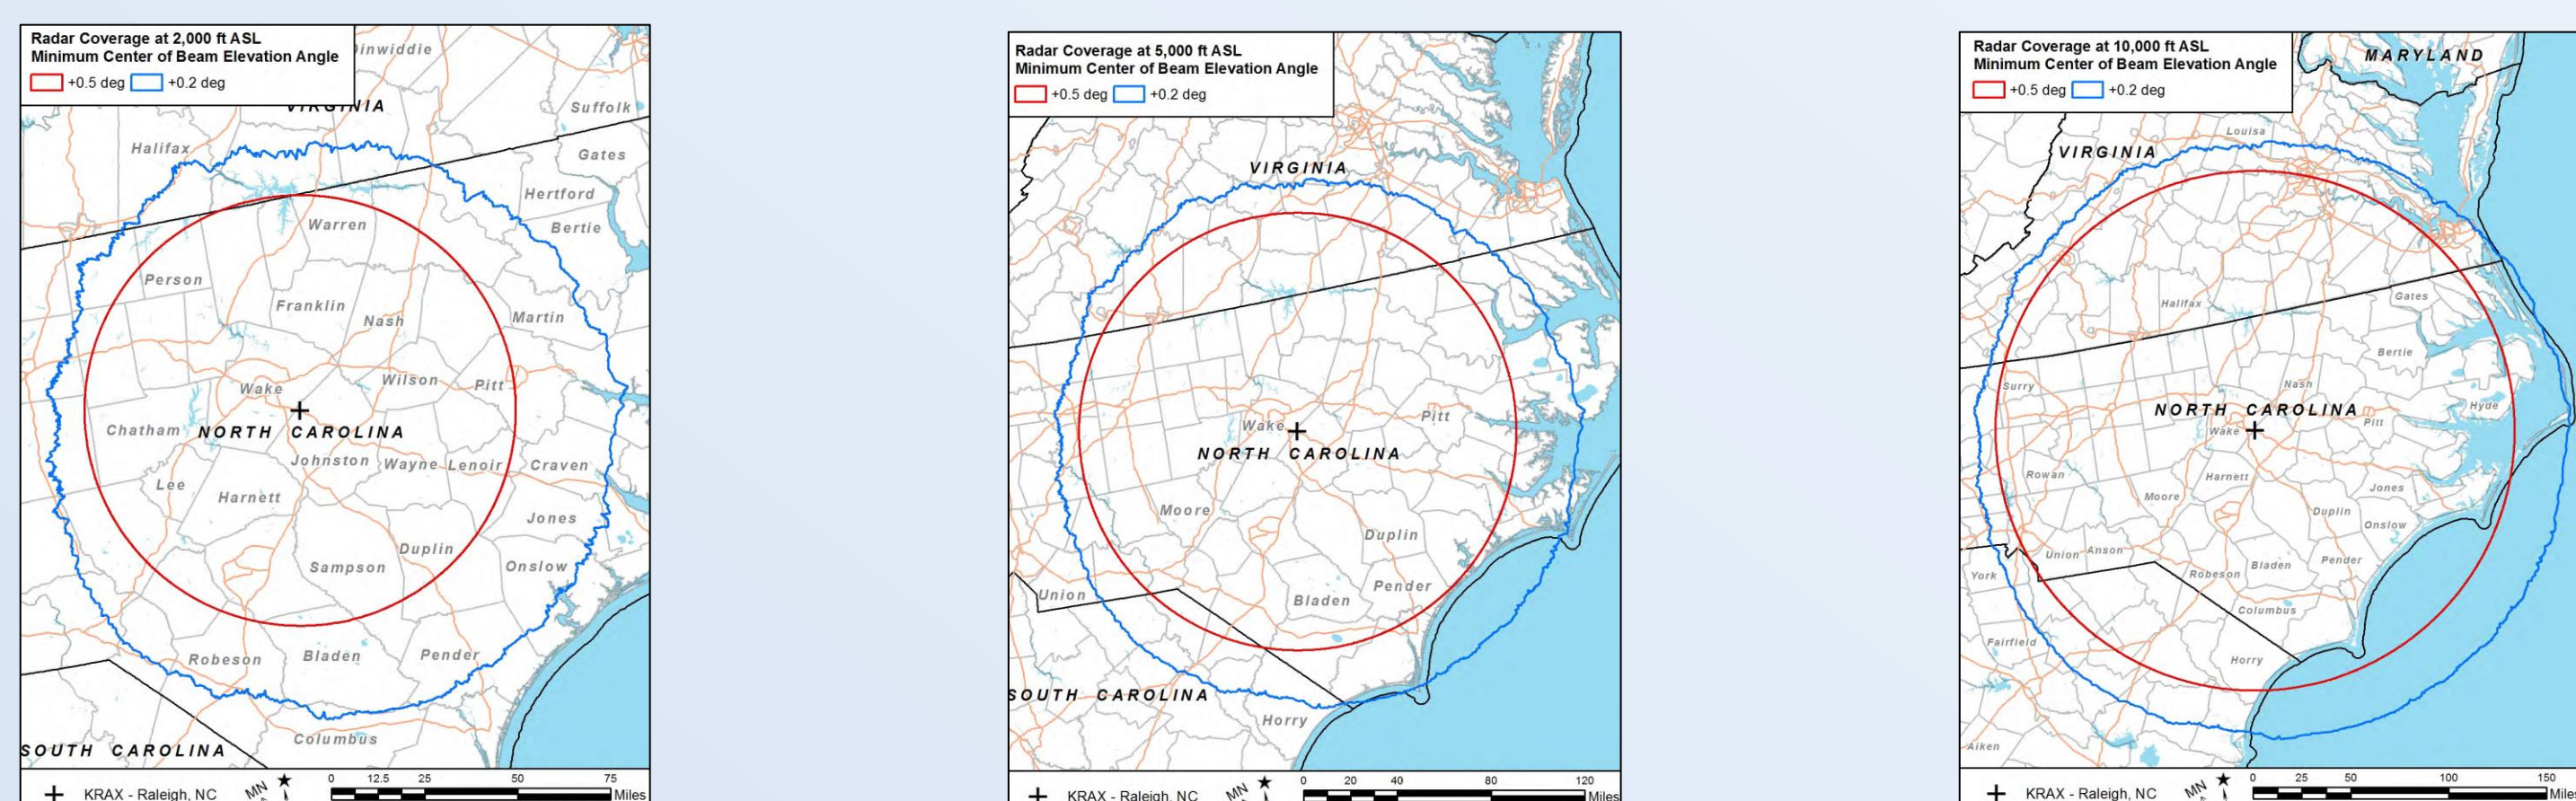 Radar Coverage at 2,000 ft ASL
Minimum Center of Beam Elevation Angle
+0.5 deg +0.2 deg
Dinwiddie
VIRGINIA
Suffolk
Halifax
Gates
Hertford
Warren
Bertie
Person
Franklin
Nash
Martin
Wake
Wilson
Pitt
Chatham
NORTH CAROLINA
Johnston
Wayne
Lenoir
Craven
Lee
Harnett
Jones
Duplin
Sampson
Onslow
Robeson
Bladen
Pender
Columbus
SOUTH CAROLINA
0 12.5 25 50 75
KRAX - Raleigh, NC
MN
Miles
Radar Coverage at 5,000 ft ASL
Minimum Center of Beam Elevation Angle
+0.5 deg +0.2 deg
VIRGINIA
Pitt
Wake
NORTH CAROLINA
Moore
Duplin
Pender
Union
Bladen
SOUTH CAROLINA
Horry
0 20 40 80 120
KRAX - Raleigh, NC
MN
Miles
Radar Coverage at 10,000 ft ASL
Minimum Center of Beam Elevation Angle
+0.5 deg +0.2 deg
MARYLAND
Louisa
VIRGINIA
Halifax
Gates
Bertie
Surry
Nash
NORTH CAROLINA
Hyde
Pitt
Wake
Rowan
Harnett
Jones
Moore
Duplin
Onslow
Union
Anson
Pender
Bladen
York
Robeson
Columbus
Fairfield
Horry
Aiken
0 25 50 100 150
KRAX - Raleigh, NC
MN
Miles